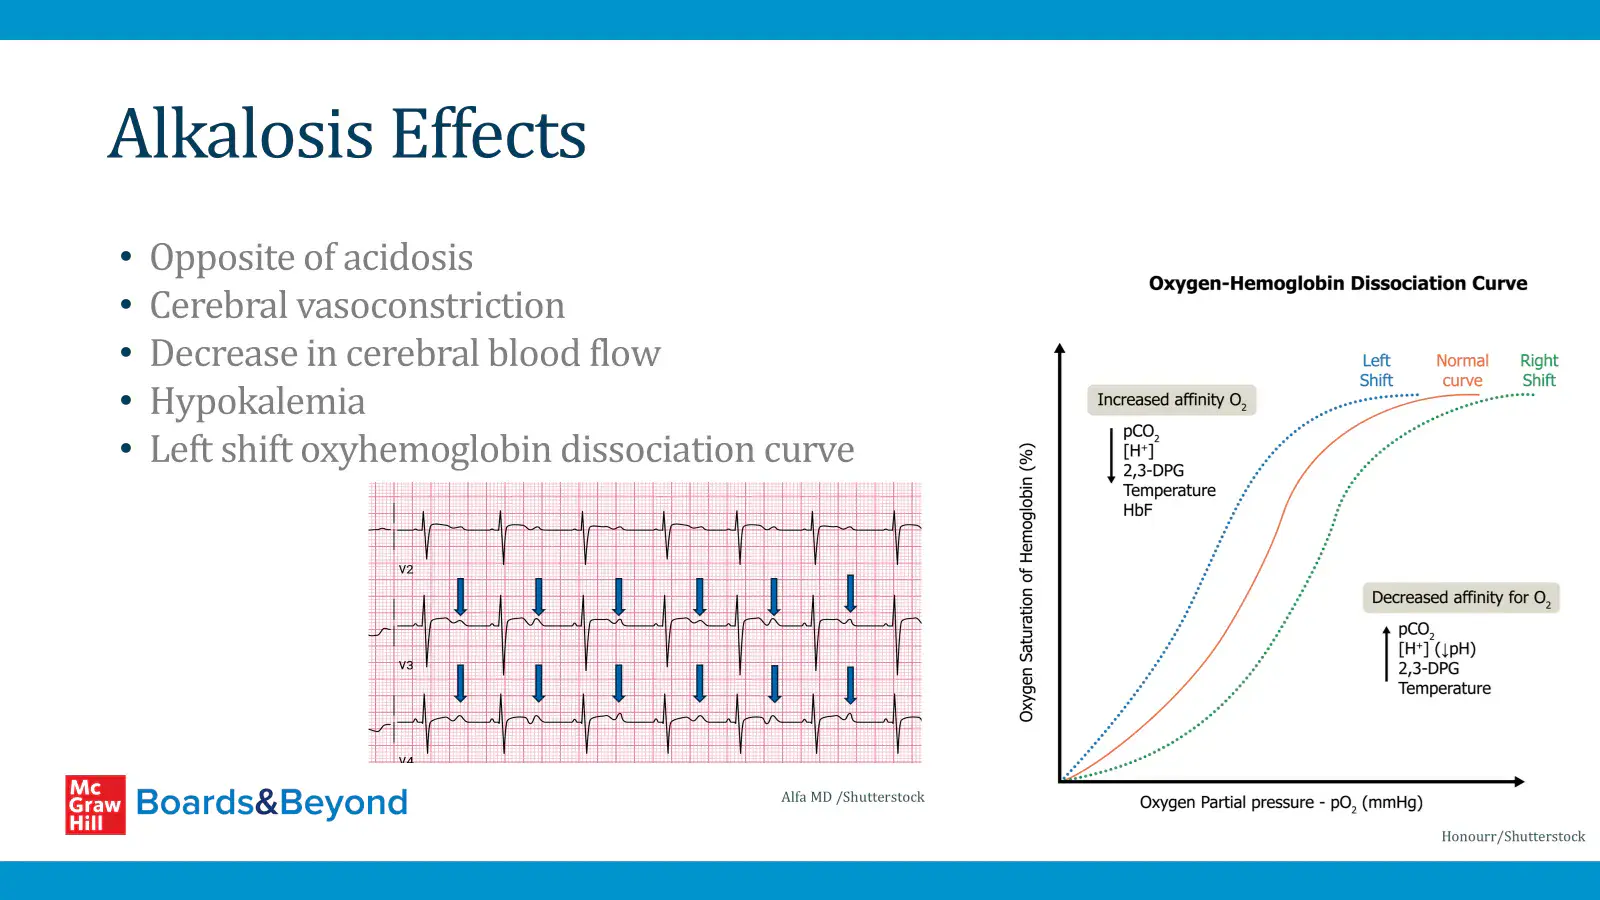 Alkalosis Effects
• Opposite of acidosis
• Cerebral vasoconstriction
• Decrease in cerebral blood flow
• Hypokalemia
• Left shift oxyhemoglobin dissociation curve
V2
V3
V4
Alfa MD /Shutterstock
Mc
Graw
Hill
Boards&Beyond
Oxygen-Hemoglobin Dissociation Curve
Left
Shift
Normal
curve
Right
Shift
Increased affinity O₂
pCO₂
[H⁺]
2,3-DPG
Temperature
HbF
Decreased affinity for O₂
pCO₂
[H⁺] (↓pH)
2,3-DPG
Temperature
Oxygen Saturation of Hemoglobin (%)
Oxygen Partial pressure - pO₂ (mmHg)
Honourr/Shutterstock